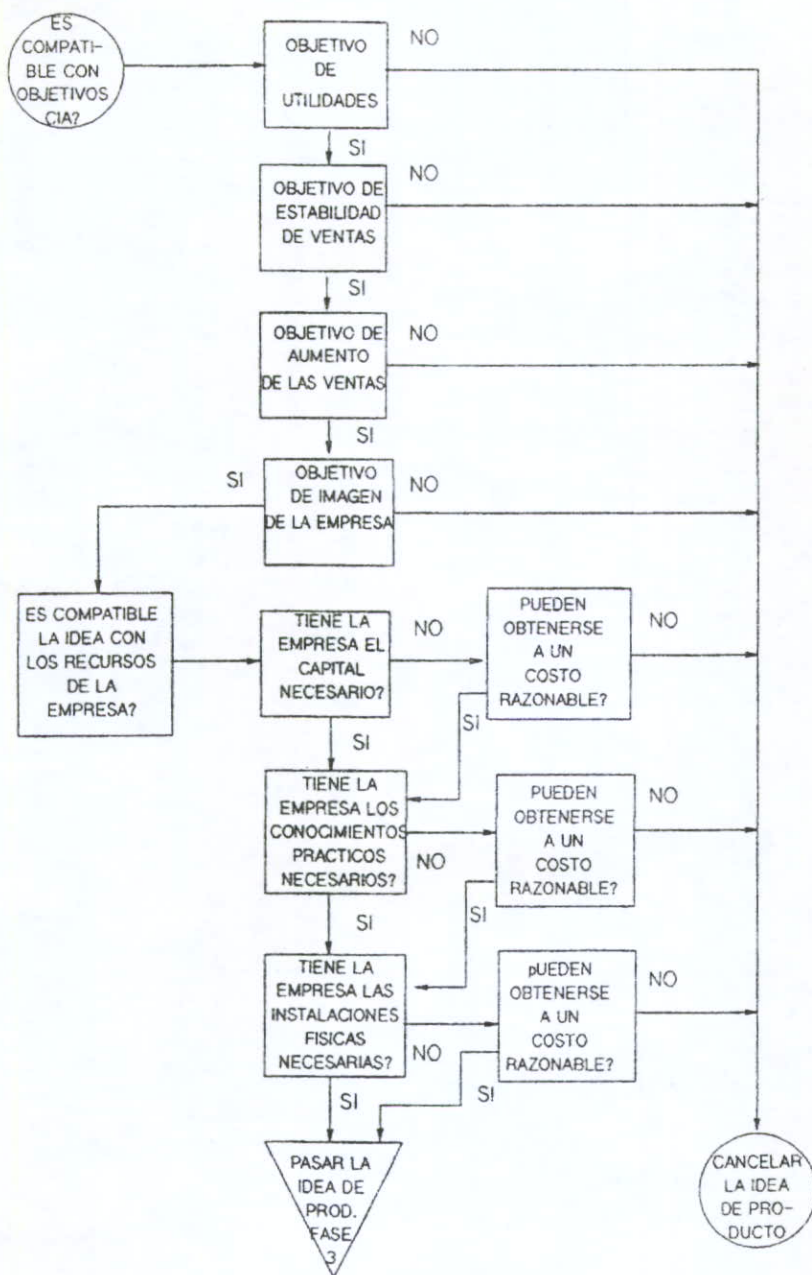 ES
COMPATI-
BLE CON
OBJETIVOS
CIA?
OBJETIVO
DE
UTILIDADES
NO
SI
OBJETIVO DE
ESTABILIDAD
DE VENTAS
NO
SI
OBJETIVO DE
AUMENTO
DE LAS VENTAS
NO
SI
OBJETIVO
DE IMAGEN
DE LA EMPRESA
NO
SI
ES COMPATIBLE
LA IDEA CON
LOS RECURSOS
DE LA
EMPRESA?
TIENE LA
EMPRESA EL
CAPITAL
NECESARIO?
NO
PUEDEN
OBTENERSE
A UN
COSTO
RAZONABLE?
NO
SI
SI
TIENE LA
EMPRESA LOS
CONOCIMIENTOS
PRACTICOS
NECESARIOS?
NO
PUEDEN
OBTENERSE
A UN
COSTO
RAZONABLE?
NO
SI
SI
TIENE LA
EMPRESA LAS
INSTALACIONES
FISICAS
NECESARIAS?
NO
pUEDEN
OBTENERSE
A UN
COSTO
RAZONABLE?
NO
SI
SI
PASAR LA
IDEA DE
PROD.
FASE
3
CANCELAR
LA IDEA
DE PRO-
DUCTO